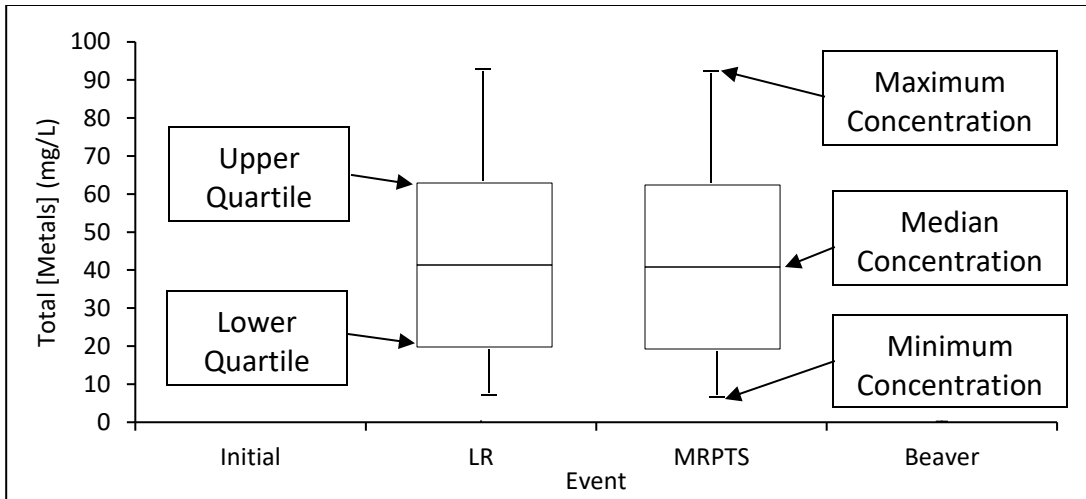 Total [Metals] (mg/L)
100
90
80
70
60
50
40
30
20
10
0
Upper
Quartile
Lower
Quartile
Maximum
Concentration
Median
Concentration
Minimum
Concentration
Initial
LR
MRPTS
Beaver
Event